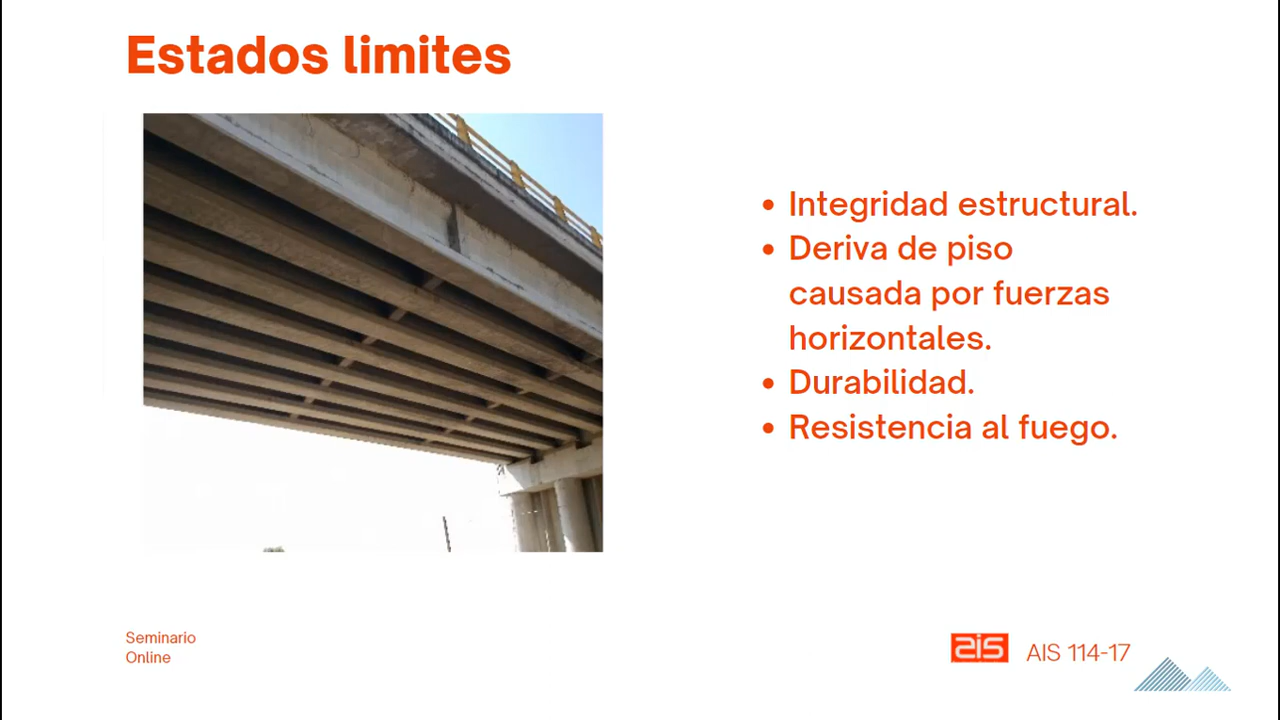 Estados limites
• Integridad estructural.
• Deriva de piso
causada por fuerzas
horizontales.
• Durabilidad.
• Resistencia al fuego.
Seminario
Online
ais
AIS 114-17